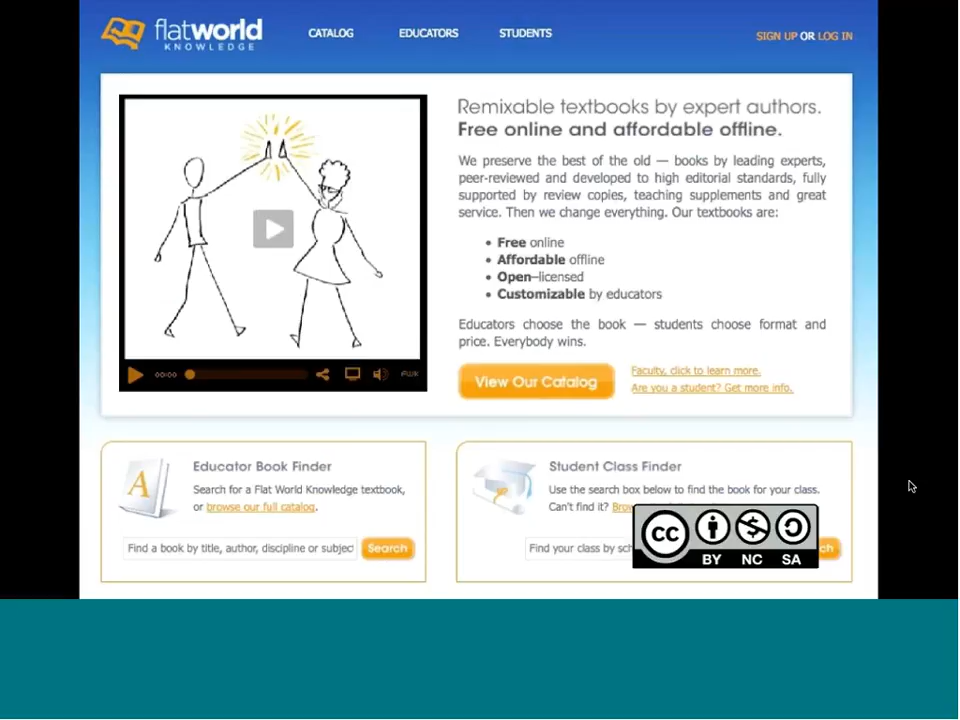 flatworld
KNOWLEDGE
CATALOG
EDUCATORS
STUDENTS
SIGN UP OR LOG IN
Remixable textbooks by expert authors.
Free online and affordable offline.
We preserve the best of the old — books by leading experts,
peer-reviewed and developed to high editorial standards, fully
supported by review copies, teaching supplements and great
service. Then we change everything. Our textbooks are:
• Free online
• Affordable offline
• Open–licensed
• Customizable by educators
Educators choose the book — students choose format and
price. Everybody wins.
View Our Catalog
Faculty, click to learn more.
Are you a student? Get more info.
00:00
FWK
Educator Book Finder
A
Search for a Flat World Knowledge textbook,
or browse our full catalog.
Find a book by title, author, discipline or subject
Search
Student Class Finder
Use the search box below to find the book for your class.
Can't find it?
Find your class by
cc
BY NC SA